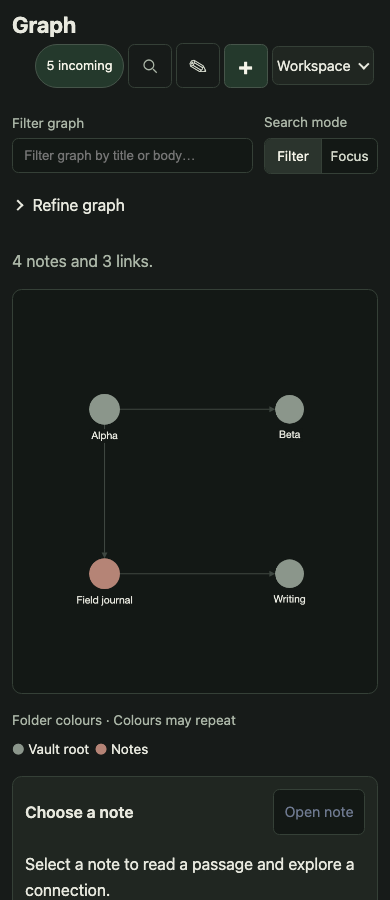 Graph
5 incoming
Workspace
Filter graph
Search mode
Filter graph by title or body…
Filter Focus
Refine graph
4 notes and 3 links.
Alpha
Beta
Field journal
Writing
Folder colours · Colours may repeat
Vault root Notes
Choose a note
Open note
Select a note to read a passage and explore a
connection.